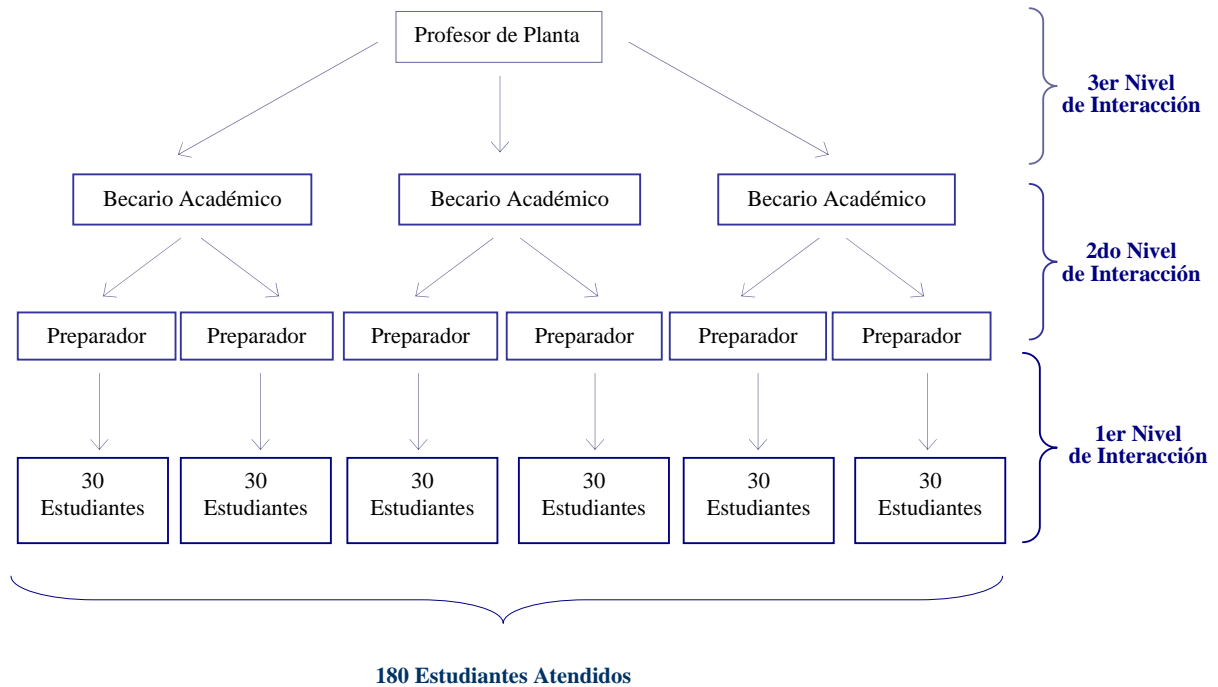 Profesor de Planta
3er Nivel
de Interacción
Becario Académico
Becario Académico
Becario Académico
2do Nivel
de Interacción
Preparador
Preparador
Preparador
Preparador
Preparador
Preparador
1er Nivel
de Interacción
30
Estudiantes
30
Estudiantes
30
Estudiantes
30
Estudiantes
30
Estudiantes
30
Estudiantes
180 Estudiantes Atendidos